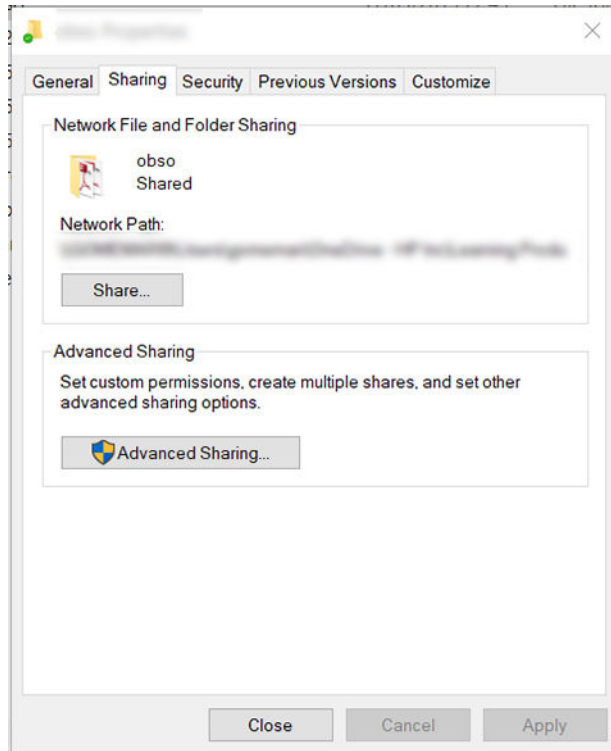 General Sharing Security Previous Versions Customize
Network File and Folder Sharing
obso
Shared
Network Path:
Share...
Advanced Sharing
Set custom permissions, create multiple shares, and set other
advanced sharing options.
Advanced Sharing...
Close Cancel Apply